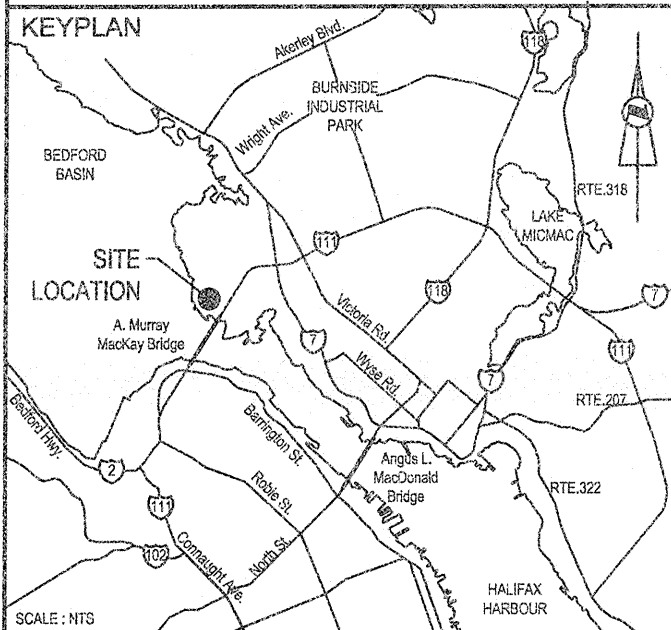 KEYPLAN
Akerley Blvd.
118
BURNSIDE
INDUSTRIAL
PARK
Wright Ave.
BEDFORD
BASIN
RTE.318
LAKE
MICMAC
111
SITE
LOCATION
118
7
A. Murray
MacKay Bridge
Victoria Rd.
7
111
Wyse Rd.
7
RTE.207
Bedford Hwy.
Barrington St.
2
Angus L.
MacDonald
Bridge
Robie St.
RTE.322
111
102
Connaught Ave.
North St.
HALIFAX
HARBOUR
SCALE : NTS